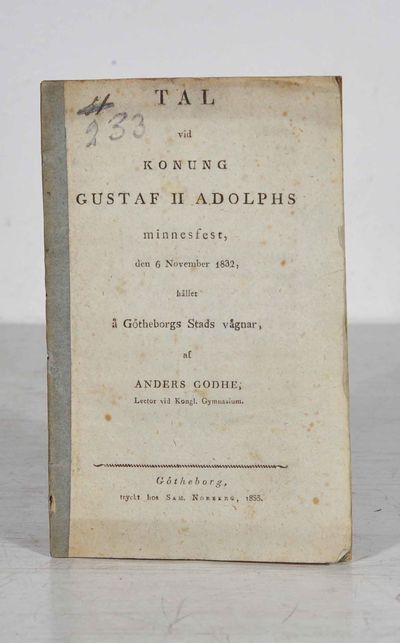 TAL
233
vid
KONUNG
GUSTAF II ADOLPHS
minnesfest,
den 6 November 1832,
hållet
å Götheborgs Stads vågnar,
af
ANDERS GODHE,
Lector vid Kongl. Gymnasium.
Götheborg,
tryckt hos SAM. NORBERG, 1833.